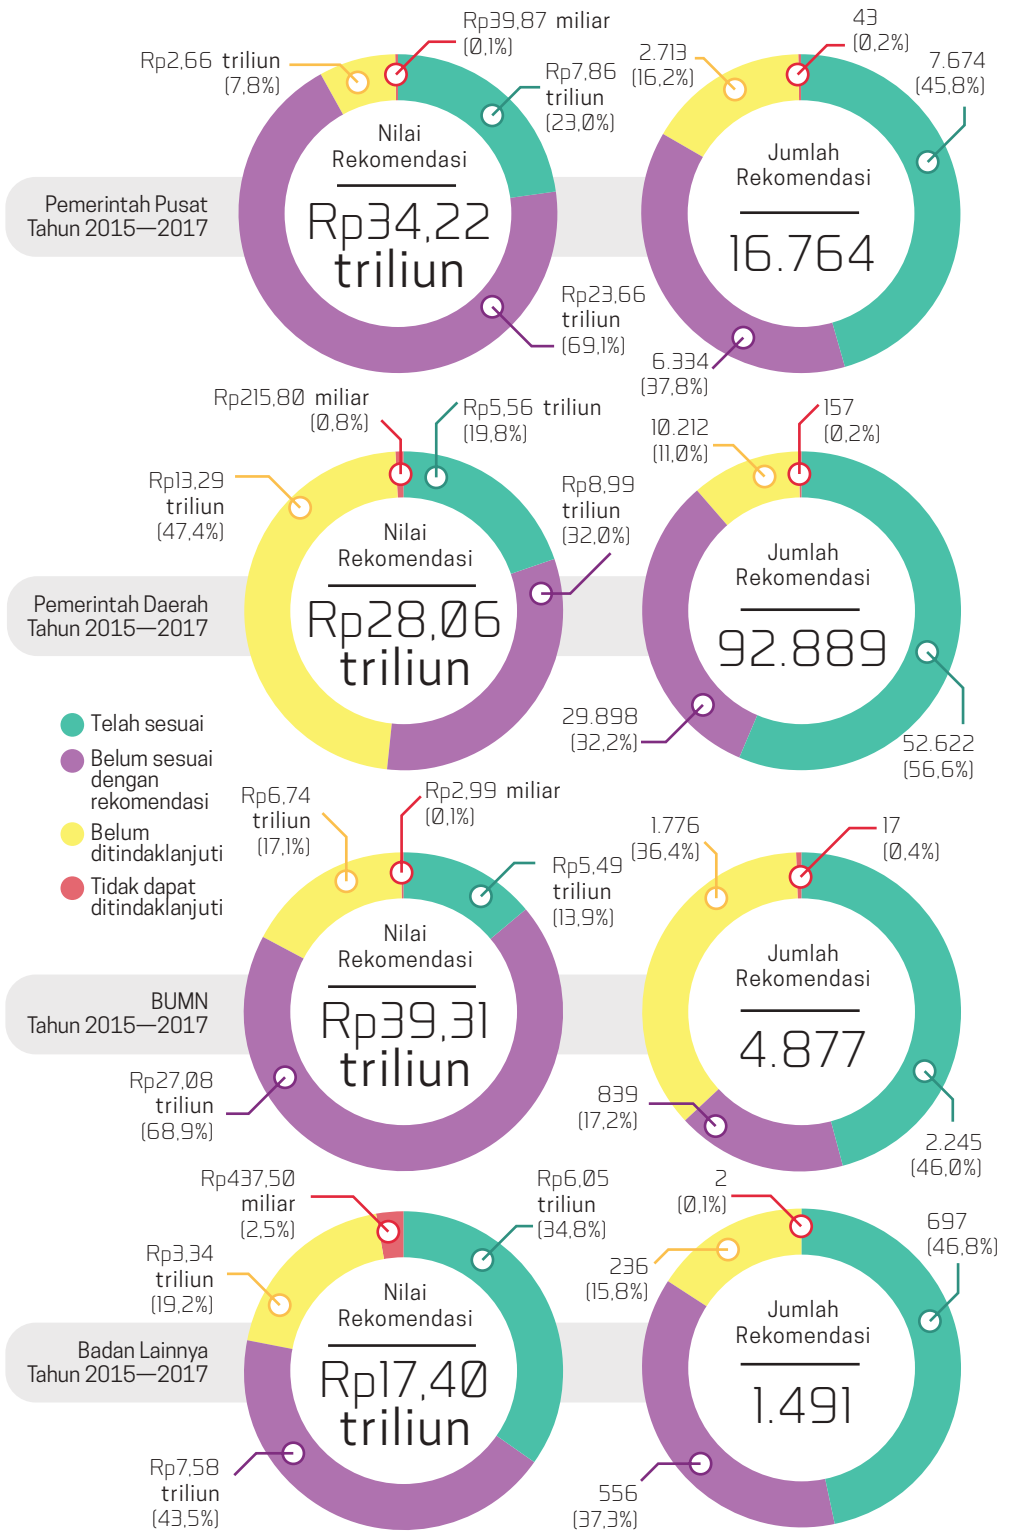 Rp39,87 miliar
(0,1%)
Rp2,66 triliun
(7,8%)
Rp7,86
triliun
(23,0%)
Nilai
Rekomendasi
Rp34,22
triliun
Rp23,66
triliun
(69,1%)
43
(0,2%)
2.713
(16,2%)
7.674
(45,8%)
Jumlah
Rekomendasi
16.764
6.334
(37,8%)
Pemerintah Pusat
Tahun 2015—2017
Rp215,80 miliar
(0,8%)
Rp5,56 triliun
(19,8%)
Rp13,29
triliun
(47,4%)
Rp8,99
triliun
(32,0%)
Nilai
Rekomendasi
Rp28,06
triliun
157
(0,2%)
10.212
(11,0%)
Jumlah
Rekomendasi
92.889
29.898
(32,2%)
52.622
(56,6%)
Pemerintah Daerah
Tahun 2015—2017
Telah sesuai
Belum sesuai
dengan
rekomendasi
Belum
ditindaklanjuti
Tidak dapat
ditindaklanjuti
Rp6,74
triliun
(17,1%)
Rp2,99 miliar
(0,1%)
Rp5,49
triliun
(13,9%)
Nilai
Rekomendasi
Rp39,31
triliun
Rp27,08
triliun
(68,9%)
1.776
(36,4%)
17
(0,4%)
Jumlah
Rekomendasi
4.877
839
(17,2%)
2.245
(46,0%)
BUMN
Tahun 2015—2017
Rp437,50
miliar
(2,5%)
Rp6,05
triliun
(34,8%)
Rp3,34
triliun
(19,2%)
Nilai
Rekomendasi
Rp17,40
triliun
Rp7,58
triliun
(43,5%)
2
(0,1%)
236
(15,8%)
697
(46,8%)
Jumlah
Rekomendasi
1.491
556
(37,3%)
Badan Lainnya
Tahun 2015—2017